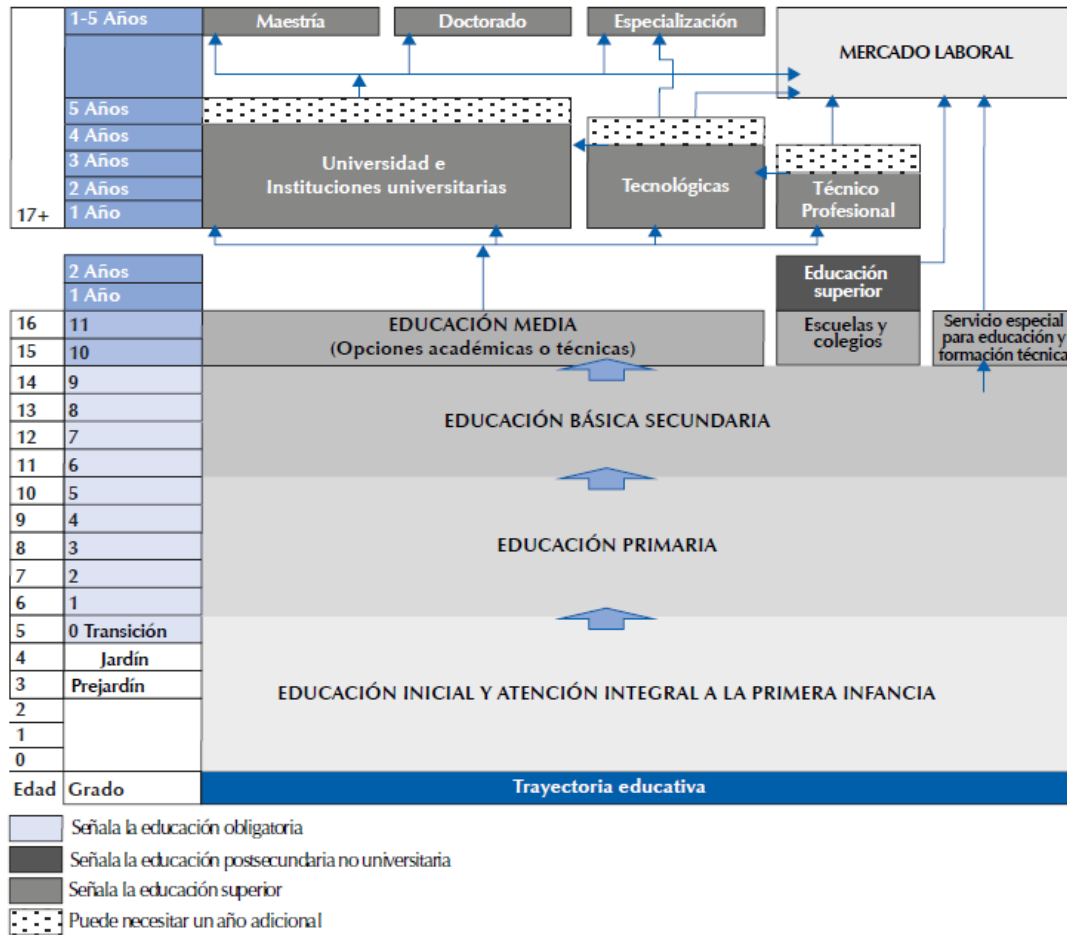 1-5 Años
Maestría
Doctorado
Especialización
MERCADO LABORAL
5 Años
4 Años
3 Años
2 Años
17+
1 Año
Universidad e
Instituciones universitarias
Tecnológicas
Técnico
Profesional
2 Años
1 Año
Educación
superior
16
11
15
10
EDUCACIÓN MEDIA
(Opciones académicas o técnicas)
Escuelas y
colegios
Servicio especial
para educación y
formación técnica
14
9
13
8
12
7
11
6
EDUCACIÓN BÁSICA SECUNDARIA
10
5
9
4
8
3
7
2
6
1
EDUCACIÓN PRIMARIA
5
0 Transición
4
Jardín
3
Prejardín
2
1
0
EDUCACIÓN INICIAL Y ATENCIÓN INTEGRAL A LA PRIMERA INFANCIA
Edad
Grado
Trayectoria educativa
Señala la educación obligatoria
Señala la educación postsecundaria no universitaria
Señala la educación superior
Puede necesitar un año adicional